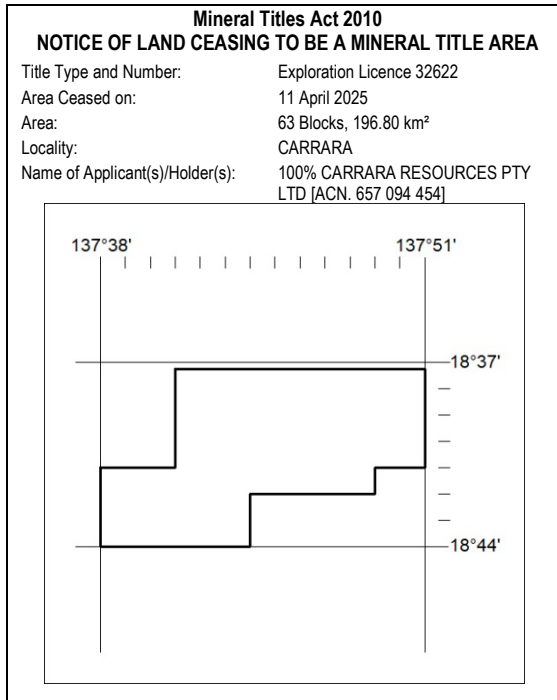 Mineral Titles Act 2010
NOTICE OF LAND CEASING TO BE A MINERAL TITLE AREA
Title Type and Number: Exploration Licence 32622
Area Ceased on: 11 April 2025
Area: 63 Blocks, 196.80 km²
Locality: CARRARA
Name of Applicant(s)/Holder(s): 100% CARRARA RESOURCES PTY
LTD [ACN. 657 094 454]
137°38' 137°51'
18°37'
18°44'